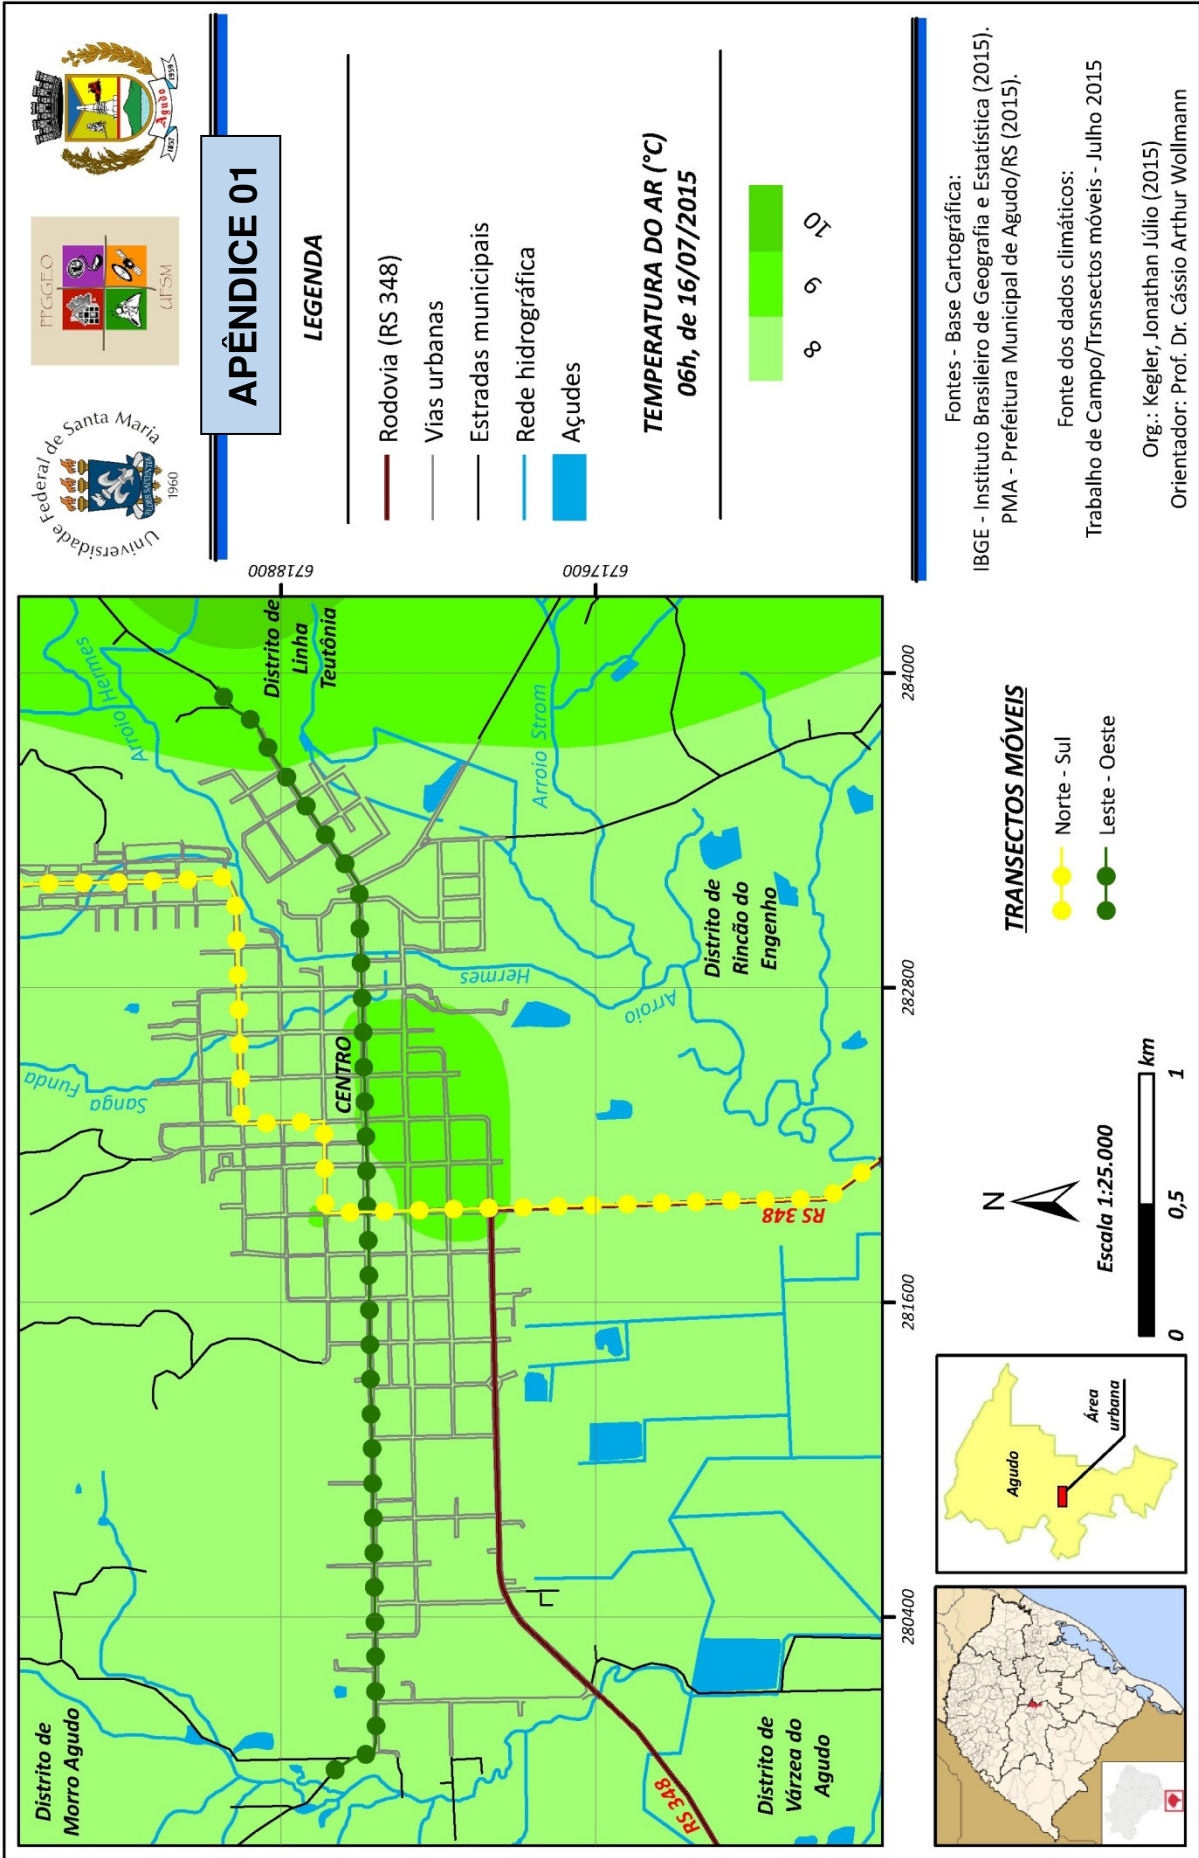 Universidade Federal de Santa Maria
1960
PPGGEO
UFSM
1857
Agudo
1959
APÊNDICE 01
LEGENDA
Rodovia (RS 348)
Vias urbanas
Estradas municipais
Rede hidrográfica
Açudes
TEMPERATURA DO AR (°C)
06h, de 16/07/2015
8
9
10
Fontes - Base Cartográfica:
IBGE - Instituto Brasileiro de Geografia e Estatística (2015).
PMA - Prefeitura Municipal de Agudo/RS (2015).
Fonte dos dados climáticos:
Trabalho de Campo/Trsnsectos móveis - Julho 2015
Org.: Kegler, Jonathan Júlio (2015)
Orientador: Prof. Dr. Cássio Arthur Wollmann
6718800
6717600
Distrito de
Morro Agudo
Sanga
Funda
Arroio Hermes
Distrito de
Linha
Teutônia
CENTRO
Arroio Strom
Hermes
Arroio
Distrito de
Rincão do
Engenho
RS 348
RS 348
Distrito de
Várzea do
Agudo
280400
281600
282800
284000
Agudo
Área
urbana
N
Escala 1:25.000
0
0,5
1
km
TRANSECTOS MÓVEIS
Norte - Sul
Leste - Oeste